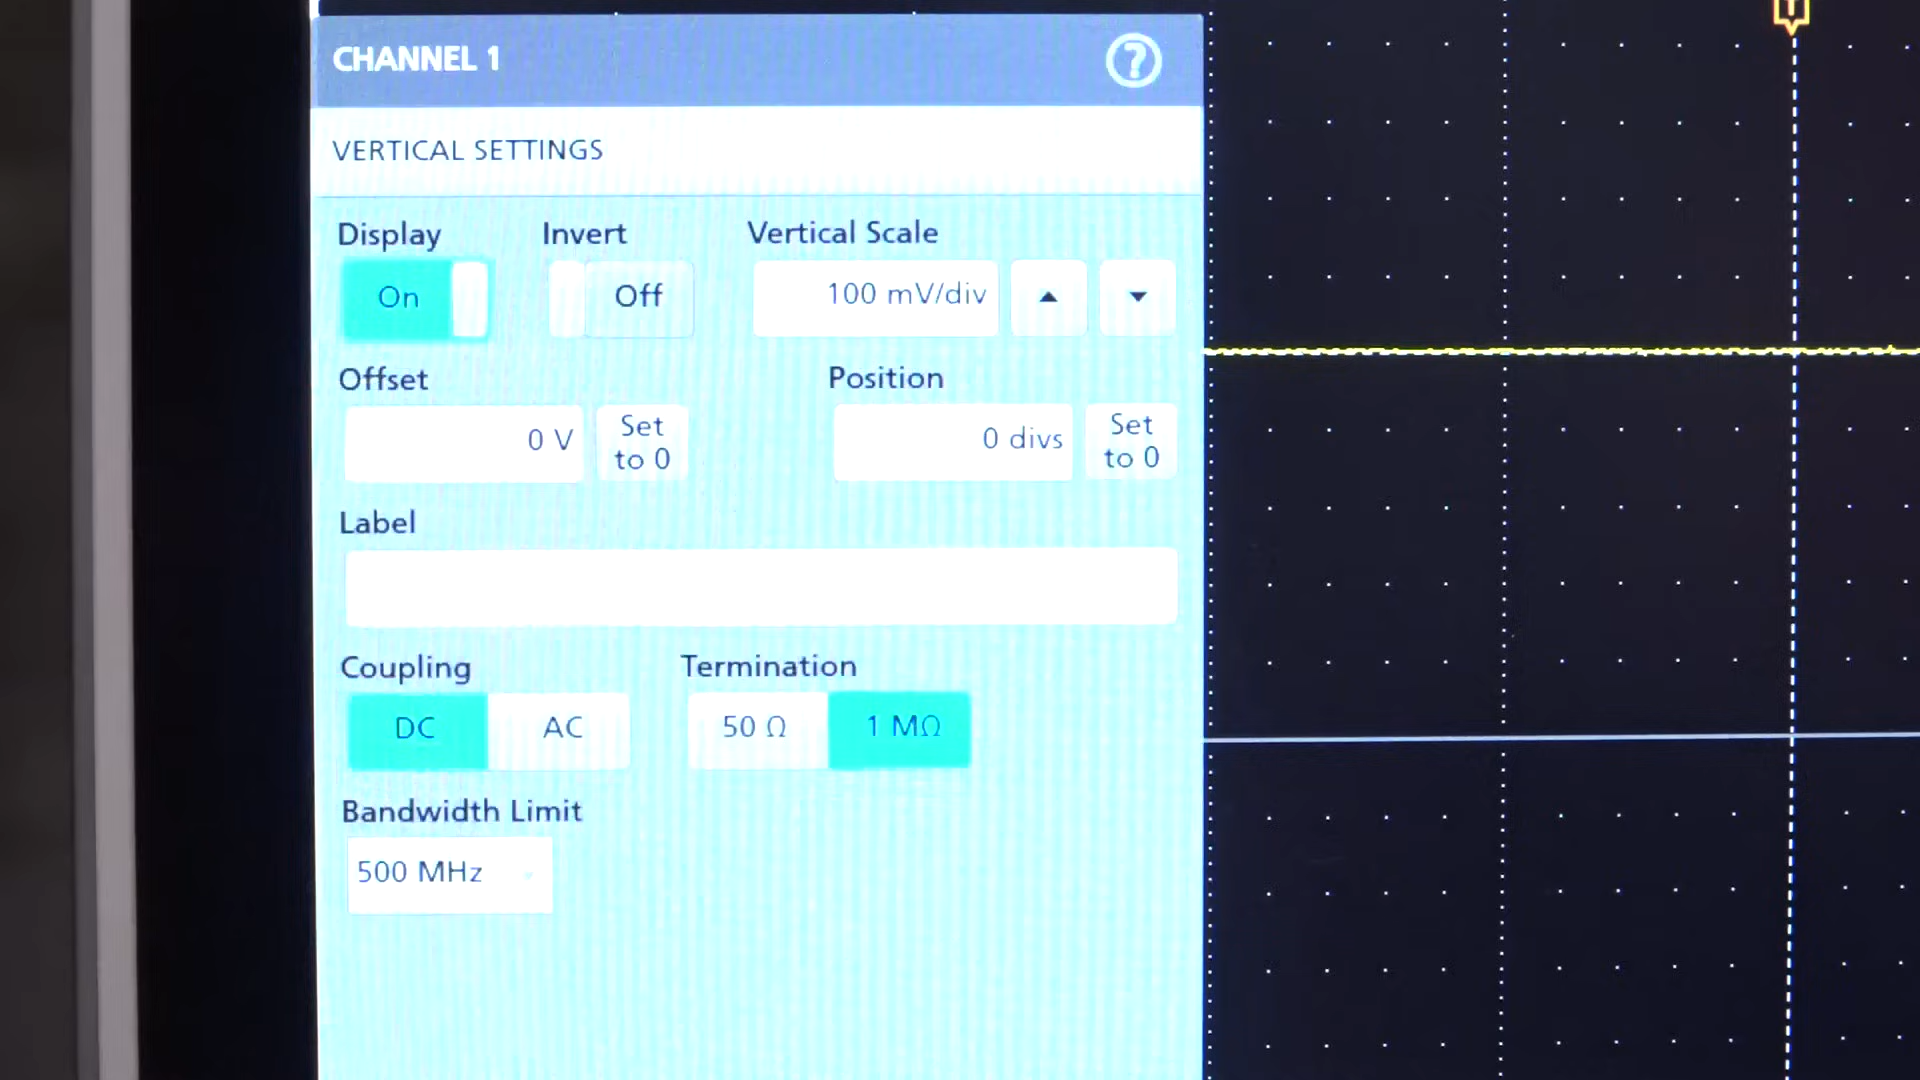 CHANNEL 1
?
T
VERTICAL SETTINGS
Display
Invert
Vertical Scale
On
Off
100 mV/div
Offset
Position
0 V
Set
to 0
0 divs
Set
to 0
Label
Coupling
Termination
DC
AC
50 Ω
1 MΩ
Bandwidth Limit
500 MHz